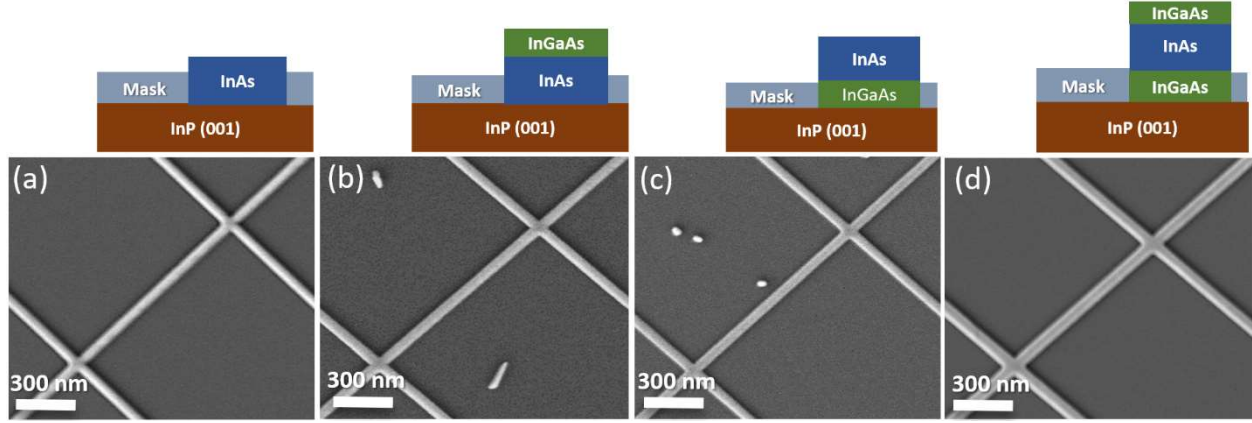 InAs
Mask
InP (001)
InGaAs
InAs
Mask
InP (001)
InAs
Mask
InGaAs
InP (001)
InGaAs
InAs
Mask
InGaAs
InP (001)
(a)
300 nm
(b)
300 nm
(c)
300 nm
(d)
300 nm